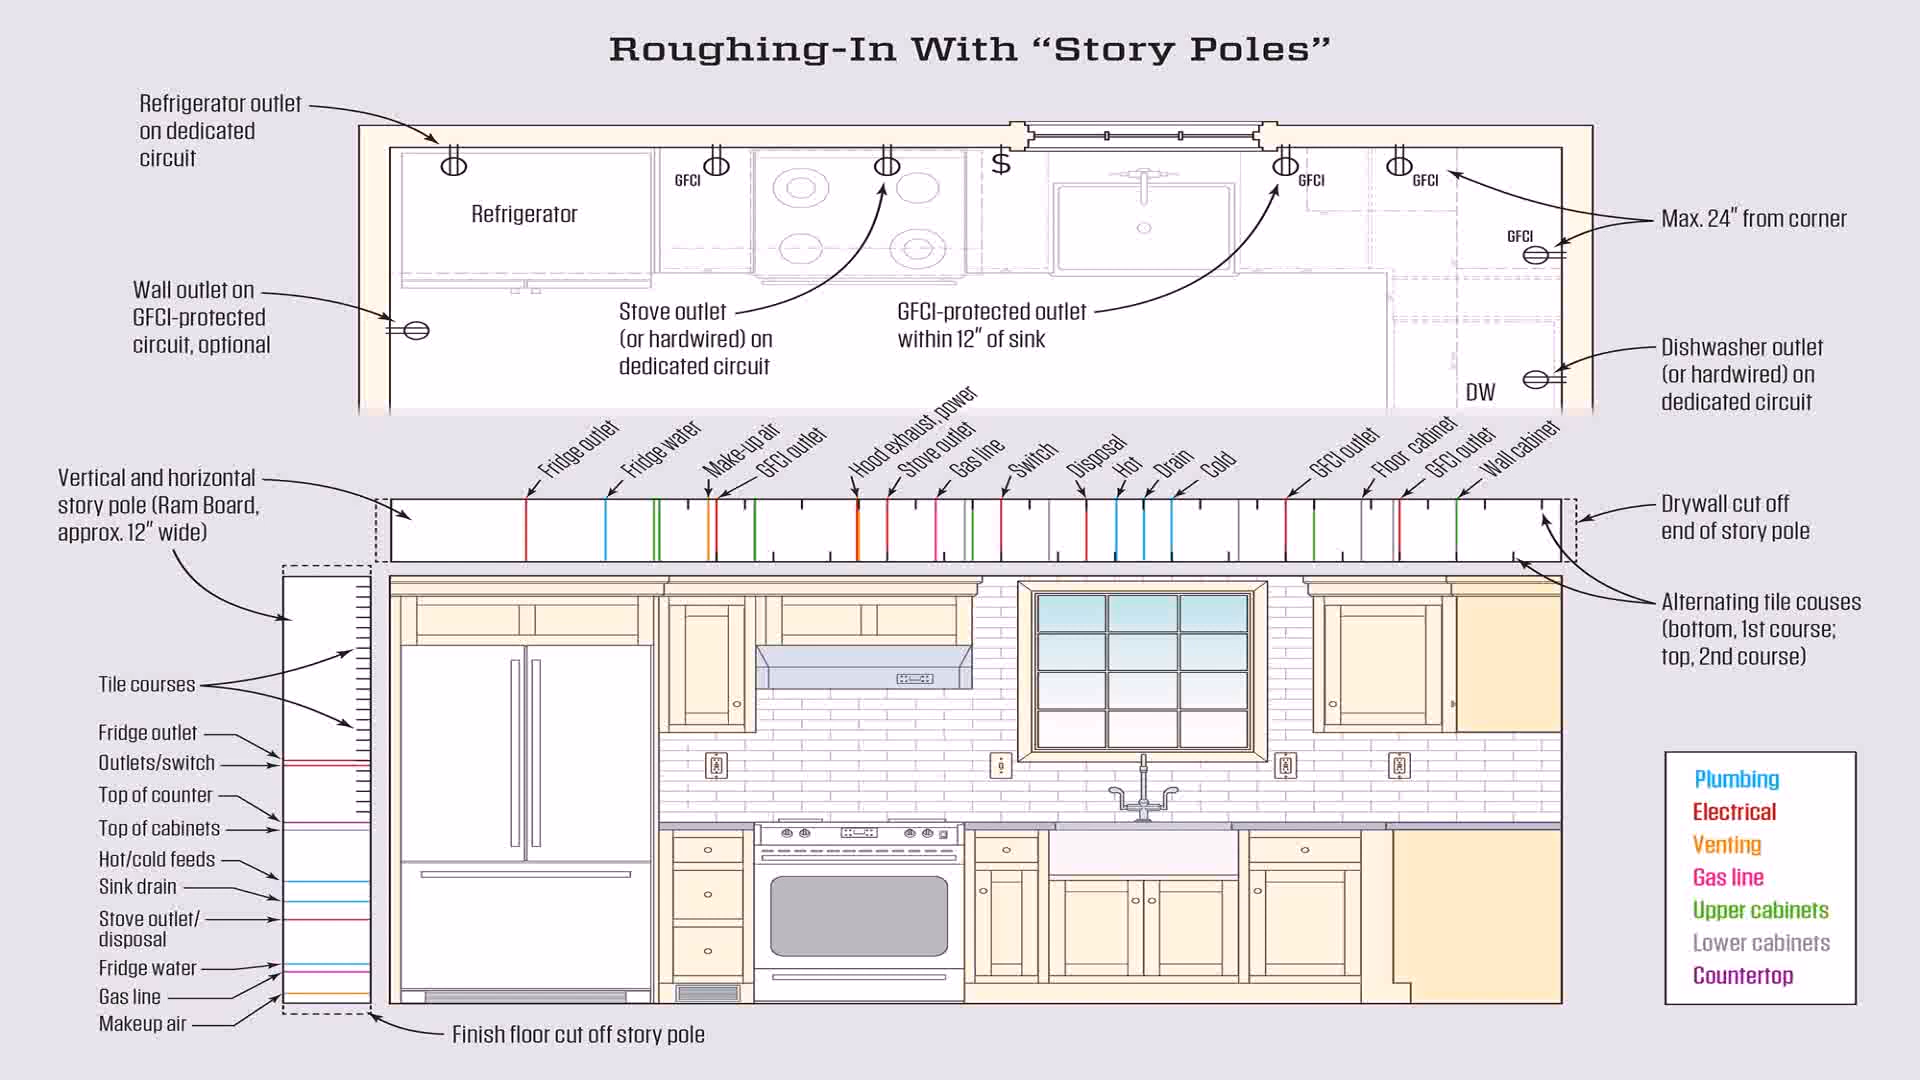 Roughing-In With “Story Poles”
Refrigerator outlet
on dedicated
circuit
Wall outlet on
GFCI-protected
circuit, optional
Refrigerator
GFCI
$
GFCI
GFCI
GFCI
Stove outlet
(or hardwired) on
dedicated circuit
GFCI-protected outlet
within 12″ of sink
DW
Max. 24″ from corner
Dishwasher outlet
(or hardwired) on
dedicated circuit
Fridge outlet
Fridge water
Make-up air
GFCI outlet
Hood exhaust, power
Stove outlet
Gas line
Switch
Disposal
Hot
Drain
Cold
GFCI outlet
Floor cabinet
GFCI outlet
Wall cabinet
Vertical and horizontal
story pole (Ram Board,
approx. 12″ wide)
Drywall cut off
end of story pole
Alternating tile couses
(bottom, 1st course;
top, 2nd course)
Tile courses
Fridge outlet
Outlets/switch
Top of counter
Top of cabinets
Hot/cold feeds
Sink drain
Stove outlet/
disposal
Fridge water
Gas line
Makeup air
Finish floor cut off story pole
Plumbing
Electrical
Venting
Gas line
Upper cabinets
Lower cabinets
Countertop